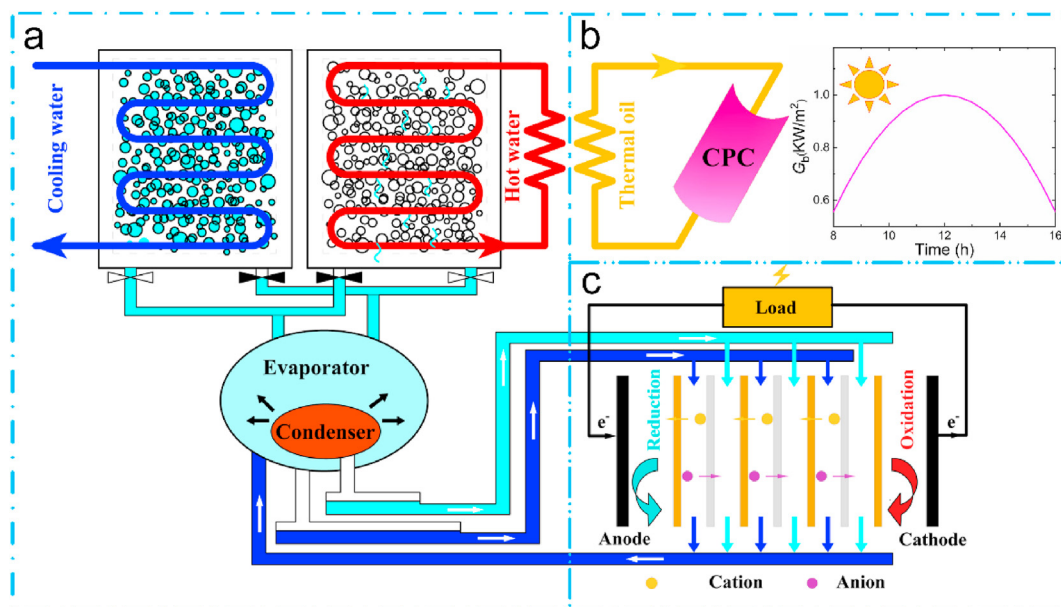 a
Cooling water
Hot water
Evaporator
Condenser
b
Thermal oil
CPC
G_b(KW/m²)
1.0
0.8
0.6
8 10 12 14 16
Time (h)
c
Load
e⁻
Reduction
Oxidation
e⁻
Anode
Cathode
Cation
Anion